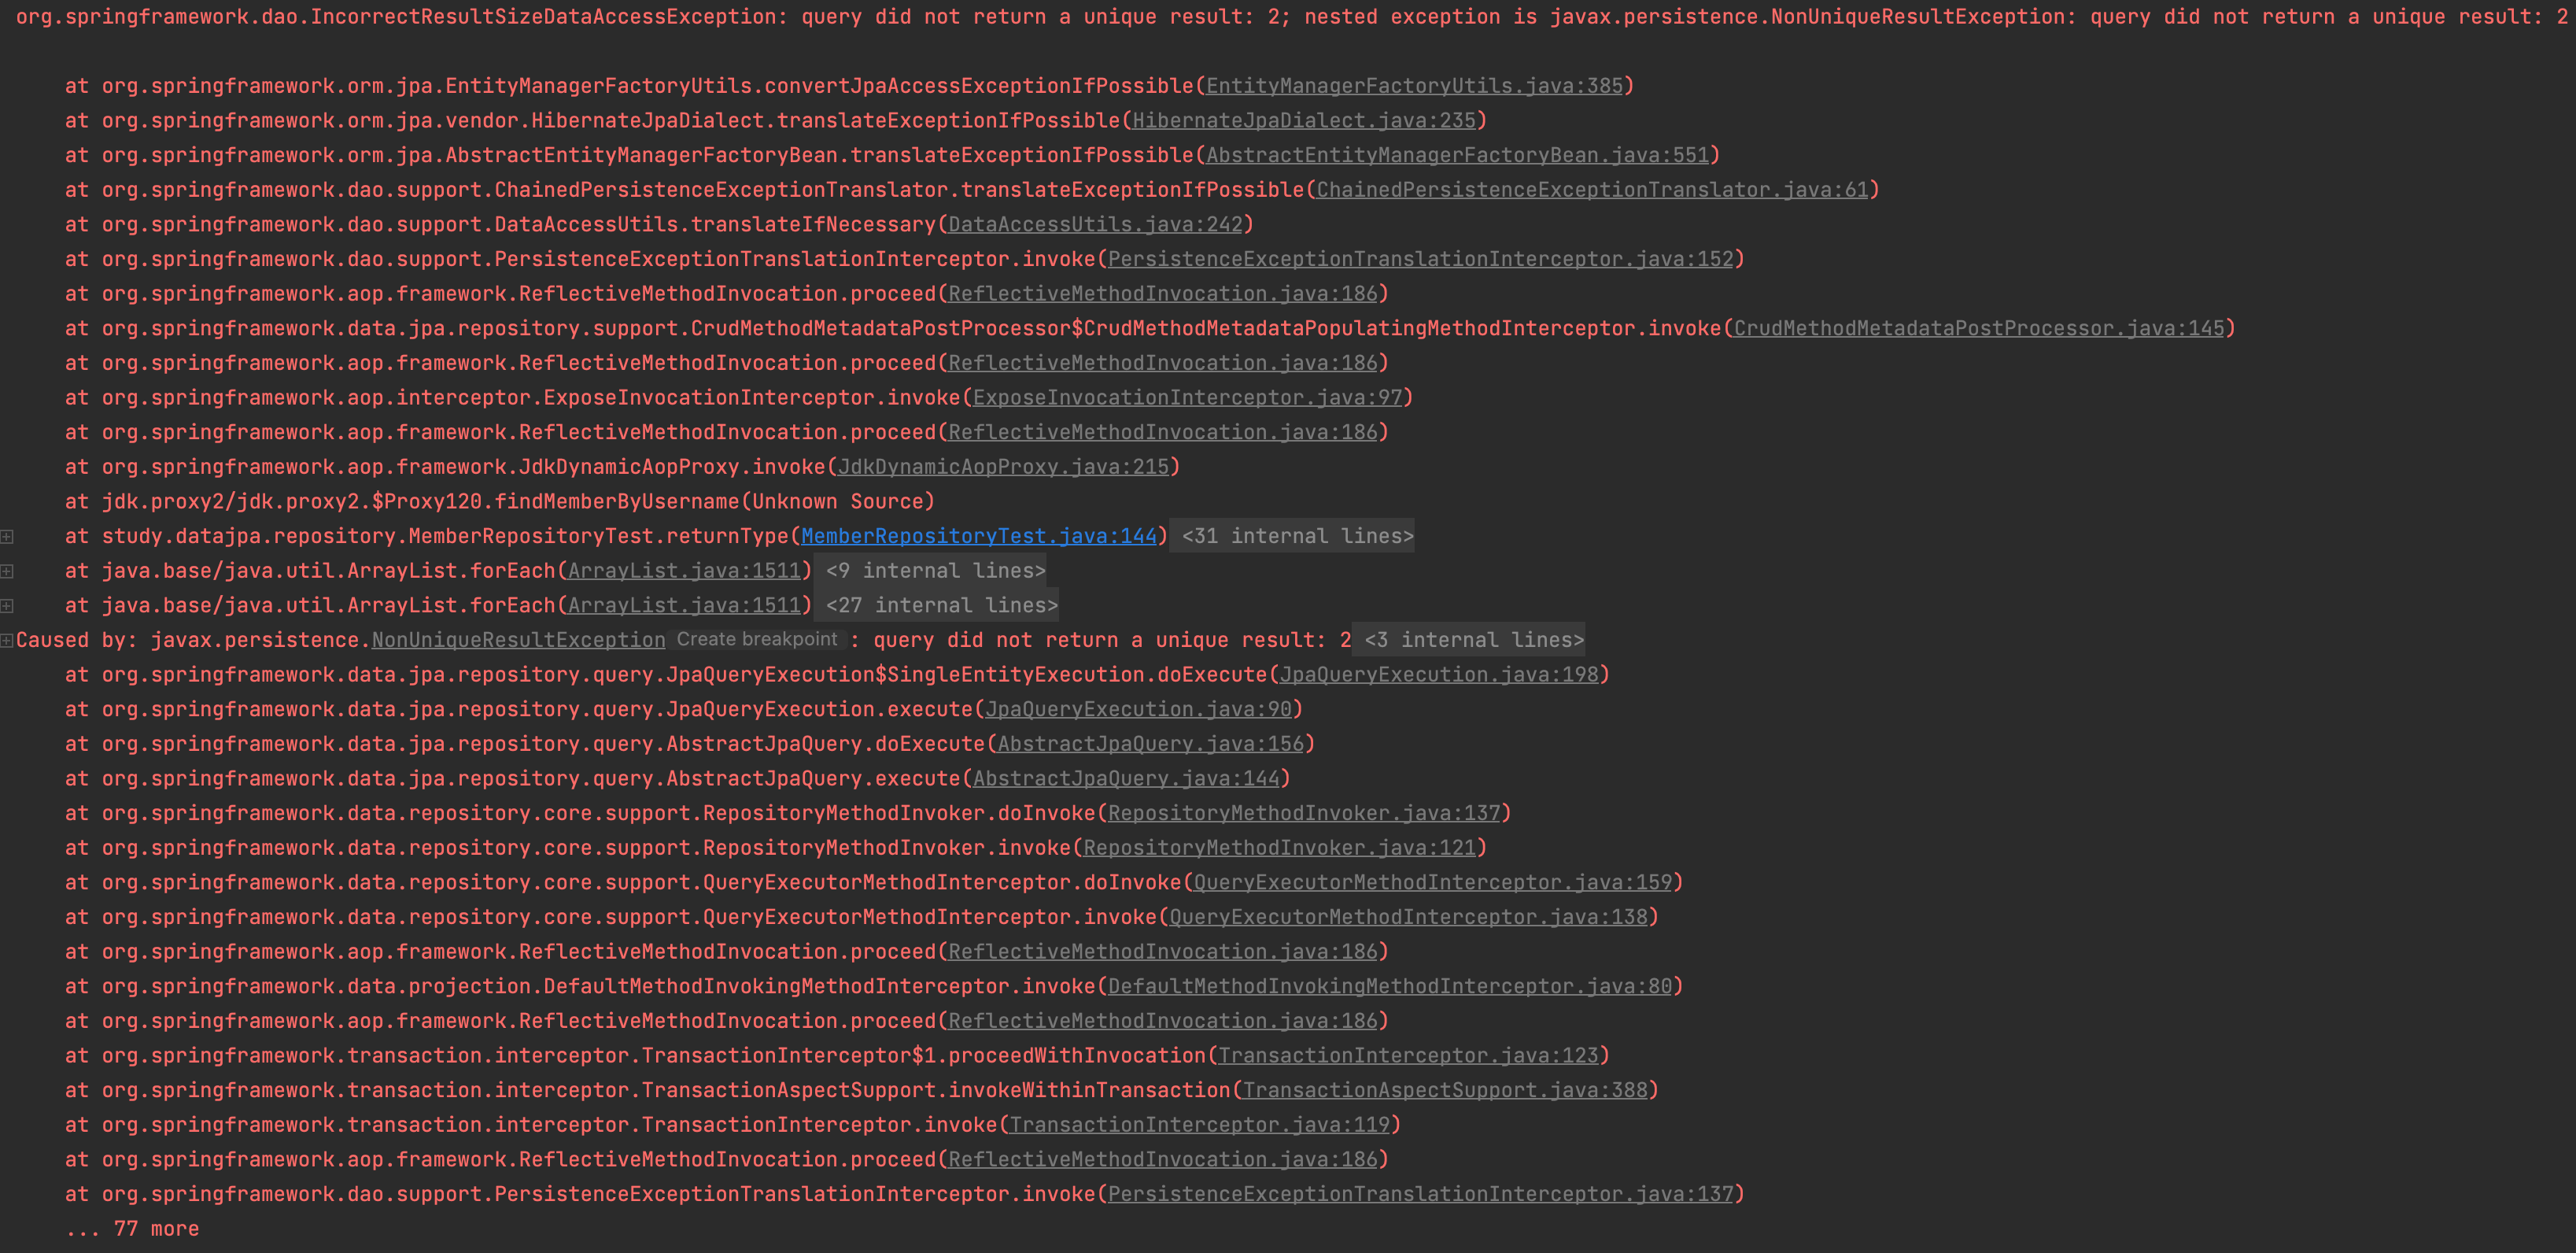 org.springframework.dao.IncorrectResultSizeDataAccessException: query did not return a unique result: 2; nested exception is javax.persistence.NonUniqueResultException: query did not return a unique result: 2
at org.springframework.orm.jpa.EntityManagerFactoryUtils.convertJpaAccessExceptionIfPossible(EntityManagerFactoryUtils.java:385)
at org.springframework.orm.jpa.vendor.HibernateJpaDialect.translateExceptionIfPossible(HibernateJpaDialect.java:235)
at org.springframework.orm.jpa.AbstractEntityManagerFactoryBean.translateExceptionIfPossible(AbstractEntityManagerFactoryBean.java:551)
at org.springframework.dao.support.ChainedPersistenceExceptionTranslator.translateExceptionIfPossible(ChainedPersistenceExceptionTranslator.java:61)
at org.springframework.dao.support.DataAccessUtils.translateIfNecessary(DataAccessUtils.java:242)
at org.springframework.dao.support.PersistenceExceptionTranslationInterceptor.invoke(PersistenceExceptionTranslationInterceptor.java:152)
at org.springframework.aop.framework.ReflectiveMethodInvocation.proceed(ReflectiveMethodInvocation.java:186)
at org.springframework.data.jpa.repository.support.CrudMethodMetadataPostProcessor$CrudMethodMetadataPopulatingMethodInterceptor.invoke(CrudMethodMetadataPostProcessor.java:145)
at org.springframework.aop.framework.ReflectiveMethodInvocation.proceed(ReflectiveMethodInvocation.java:186)
at org.springframework.aop.interceptor.ExposeInvocationInterceptor.invoke(ExposeInvocationInterceptor.java:97)
at org.springframework.aop.framework.ReflectiveMethodInvocation.proceed(ReflectiveMethodInvocation.java:186)
at org.springframework.aop.framework.JdkDynamicAopProxy.invoke(JdkDynamicAopProxy.java:215)
at jdk.proxy2/jdk.proxy2.$Proxy120.findMemberByUsername(Unknown Source)
at study.datajpa.repository.MemberRepositoryTest.returnType(MemberRepositoryTest.java:144) <31 internal lines>
at java.base/java.util.ArrayList.forEach(ArrayList.java:1511) <9 internal lines>
at java.base/java.util.ArrayList.forEach(ArrayList.java:1511) <27 internal lines>
Caused by: javax.persistence.NonUniqueResultException Create breakpoint : query did not return a unique result: 2 <3 internal lines>
at org.springframework.data.jpa.repository.query.JpaQueryExecution$SingleEntityExecution.doExecute(JpaQueryExecution.java:198)
at org.springframework.data.jpa.repository.query.JpaQueryExecution.execute(JpaQueryExecution.java:90)
at org.springframework.data.jpa.repository.query.AbstractJpaQuery.doExecute(AbstractJpaQuery.java:156)
at org.springframework.data.jpa.repository.query.AbstractJpaQuery.execute(AbstractJpaQuery.java:144)
at org.springframework.data.repository.core.support.RepositoryMethodInvoker.doInvoke(RepositoryMethodInvoker.java:137)
at org.springframework.data.repository.core.support.RepositoryMethodInvoker.invoke(RepositoryMethodInvoker.java:121)
at org.springframework.data.repository.core.support.QueryExecutorMethodInterceptor.doInvoke(QueryExecutorMethodInterceptor.java:159)
at org.springframework.data.repository.core.support.QueryExecutorMethodInterceptor.invoke(QueryExecutorMethodInterceptor.java:138)
at org.springframework.aop.framework.ReflectiveMethodInvocation.proceed(ReflectiveMethodInvocation.java:186)
at org.springframework.data.projection.DefaultMethodInvokingMethodInterceptor.invoke(DefaultMethodInvokingMethodInterceptor.java:80)
at org.springframework.aop.framework.ReflectiveMethodInvocation.proceed(ReflectiveMethodInvocation.java:186)
at org.springframework.transaction.interceptor.TransactionInterceptor$1.proceedWithInvocation(TransactionInterceptor.java:123)
at org.springframework.transaction.interceptor.TransactionAspectSupport.invokeWithinTransaction(TransactionAspectSupport.java:388)
at org.springframework.transaction.interceptor.TransactionInterceptor.invoke(TransactionInterceptor.java:119)
at org.springframework.aop.framework.ReflectiveMethodInvocation.proceed(ReflectiveMethodInvocation.java:186)
at org.springframework.dao.support.PersistenceExceptionTranslationInterceptor.invoke(PersistenceExceptionTranslationInterceptor.java:137)
... 77 more